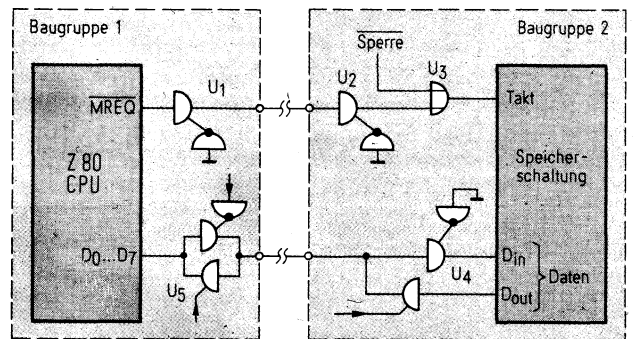 Baugruppe 1
Baugruppe 2
Sperre
U1
U2
U3
MREQ
Takt
Z 80
CPU
Speicher-
schaltung
D0...D7
U5
U4
Din
Dout
Daten